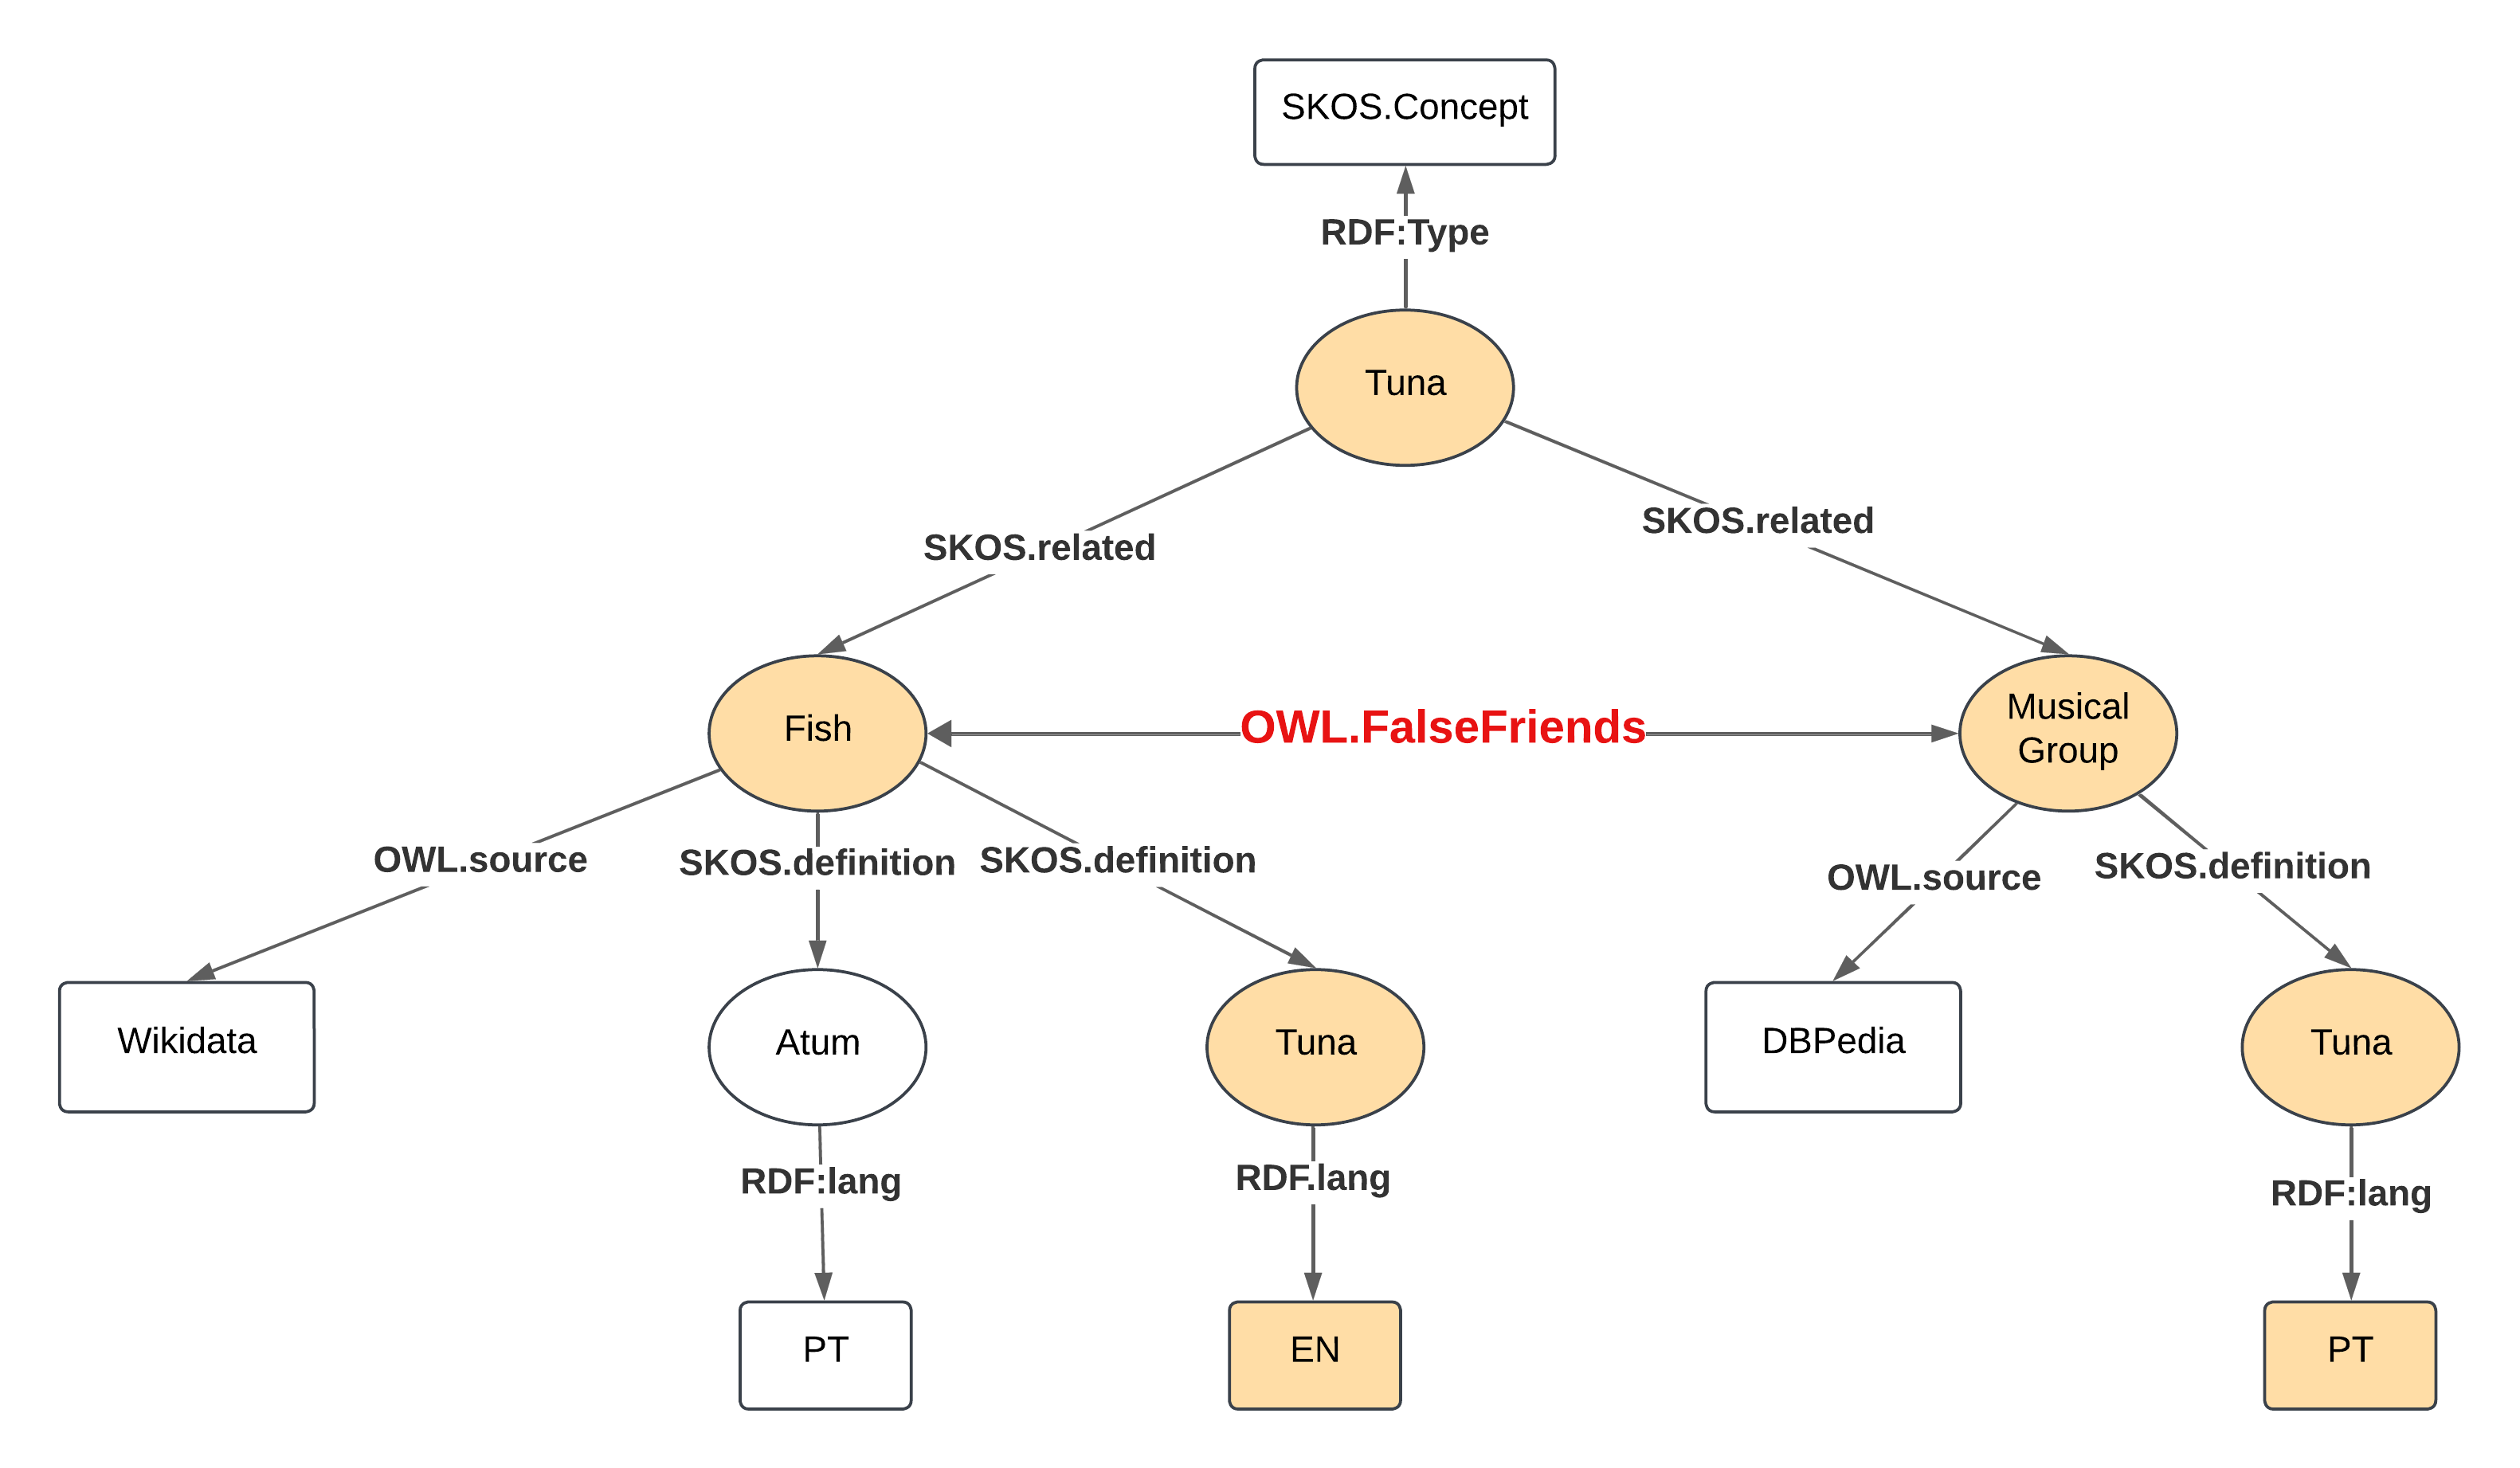 SKOS.Concept
RDF:Type
Tuna
SKOS.related
SKOS.related
Fish
OWL.FalseFriends
Musical
Group
OWL.source
SKOS.definition
SKOS.definition
OWL.source
SKOS.definition
Wikidata
Atum
Tuna
DBPedia
Tuna
RDF:lang
RDF.lang
RDF:lang
PT
EN
PT